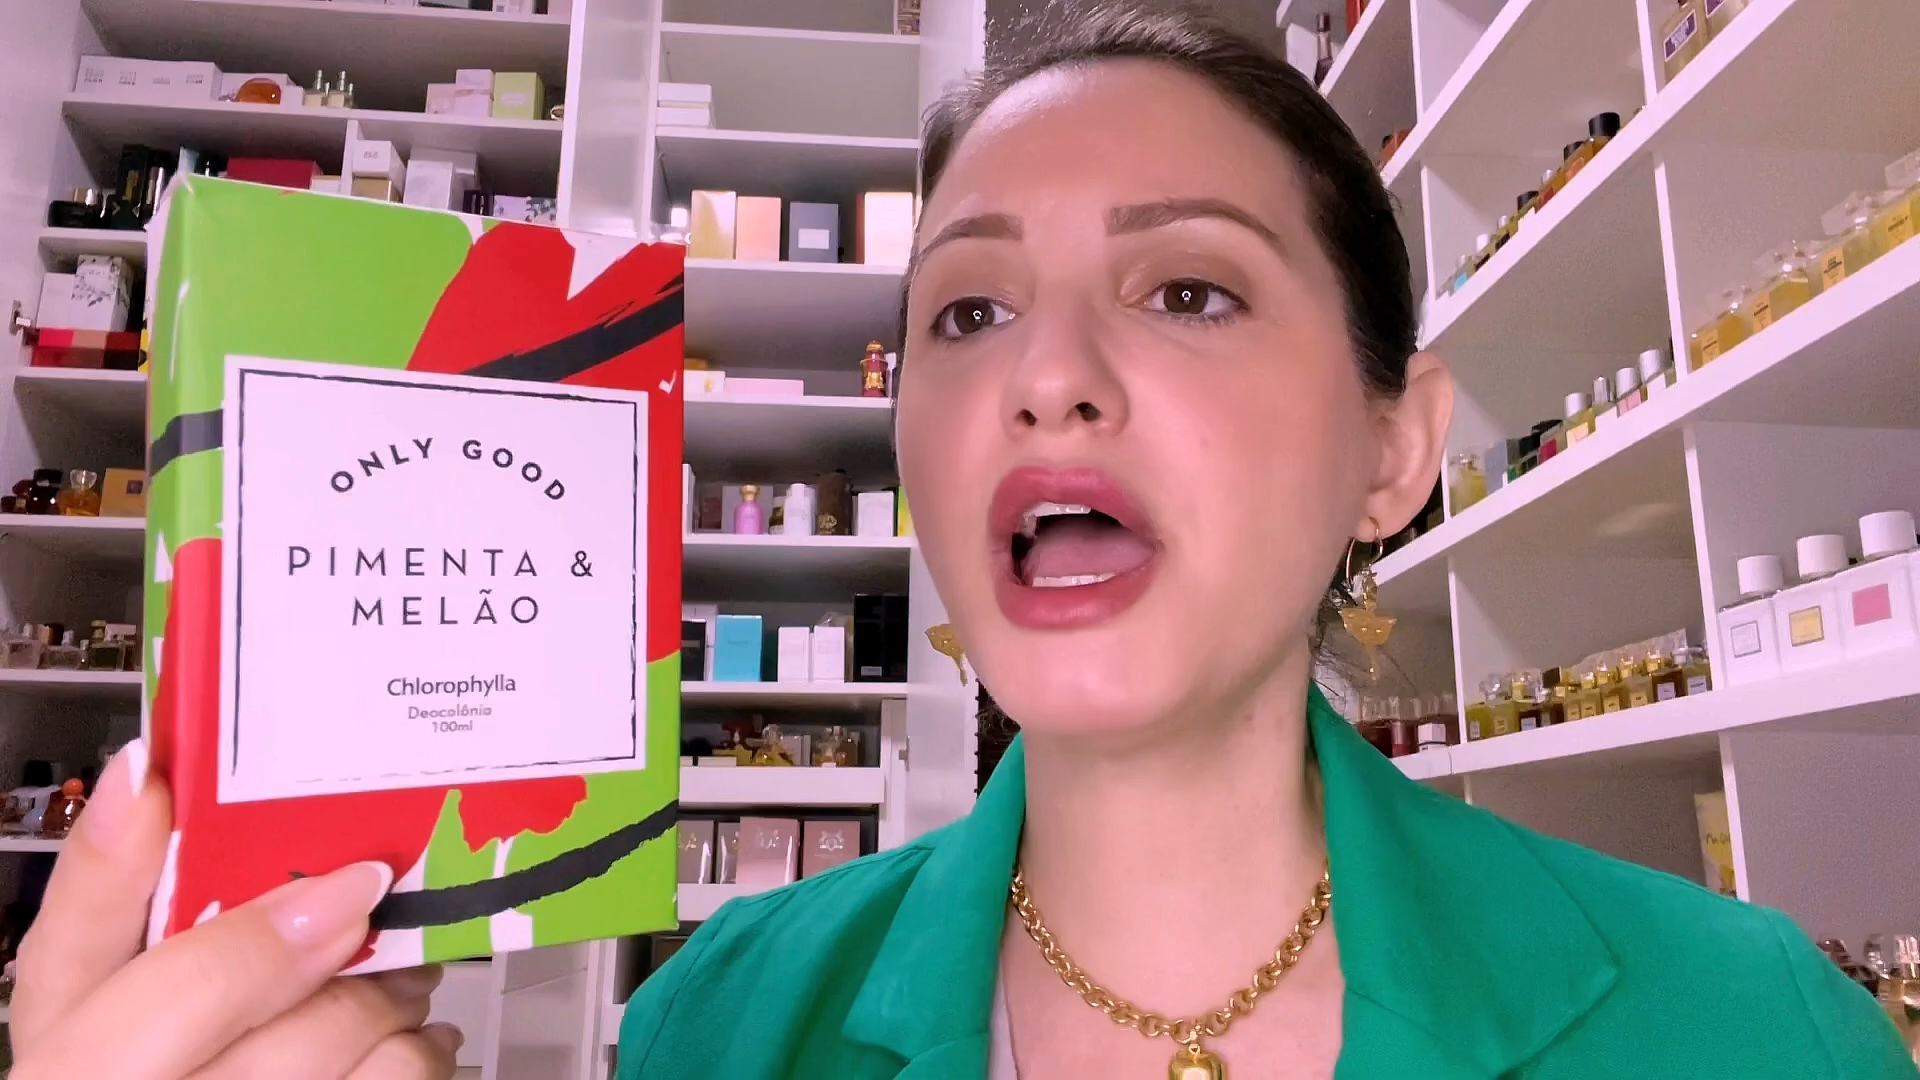 ONLY GOOD
PIMENTA &
MELÃO
Chlorophylla
Deocolônia
100ml